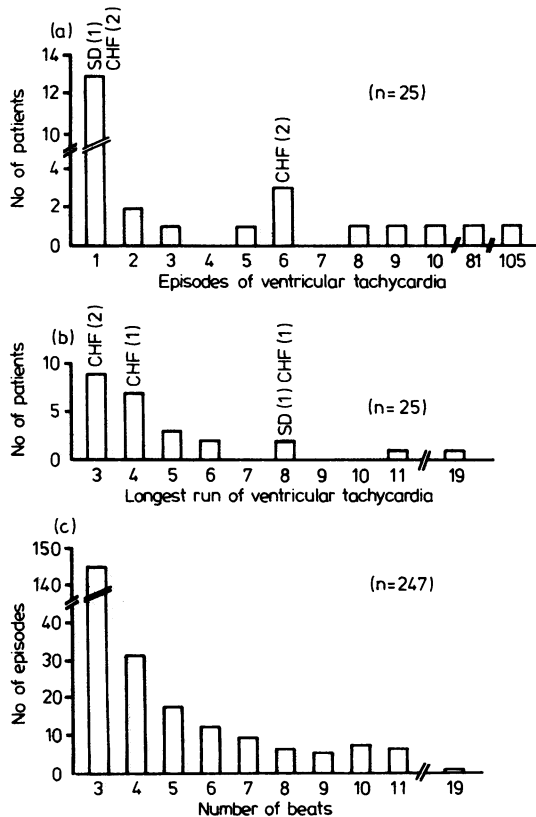 (a)
SD (1)
CHF (2)
14
12
10
4
2
0
No of patients
(n=25)
CHF (2)
1 2 3 4 5 6 7 8 9 10 81 105
Episodes of ventricular tachycardia
(b)
CHF (2)
CHF (1)
SD (1) CHF (1)
10
5
0
No of patients
(n=25)
3 4 5 6 7 8 9 10 11 19
Longest run of ventricular tachycardia
(c)
150
140
40
30
20
10
0
No of episodes
(n=247)
3 4 5 6 7 8 9 10 11 19
Number of beats